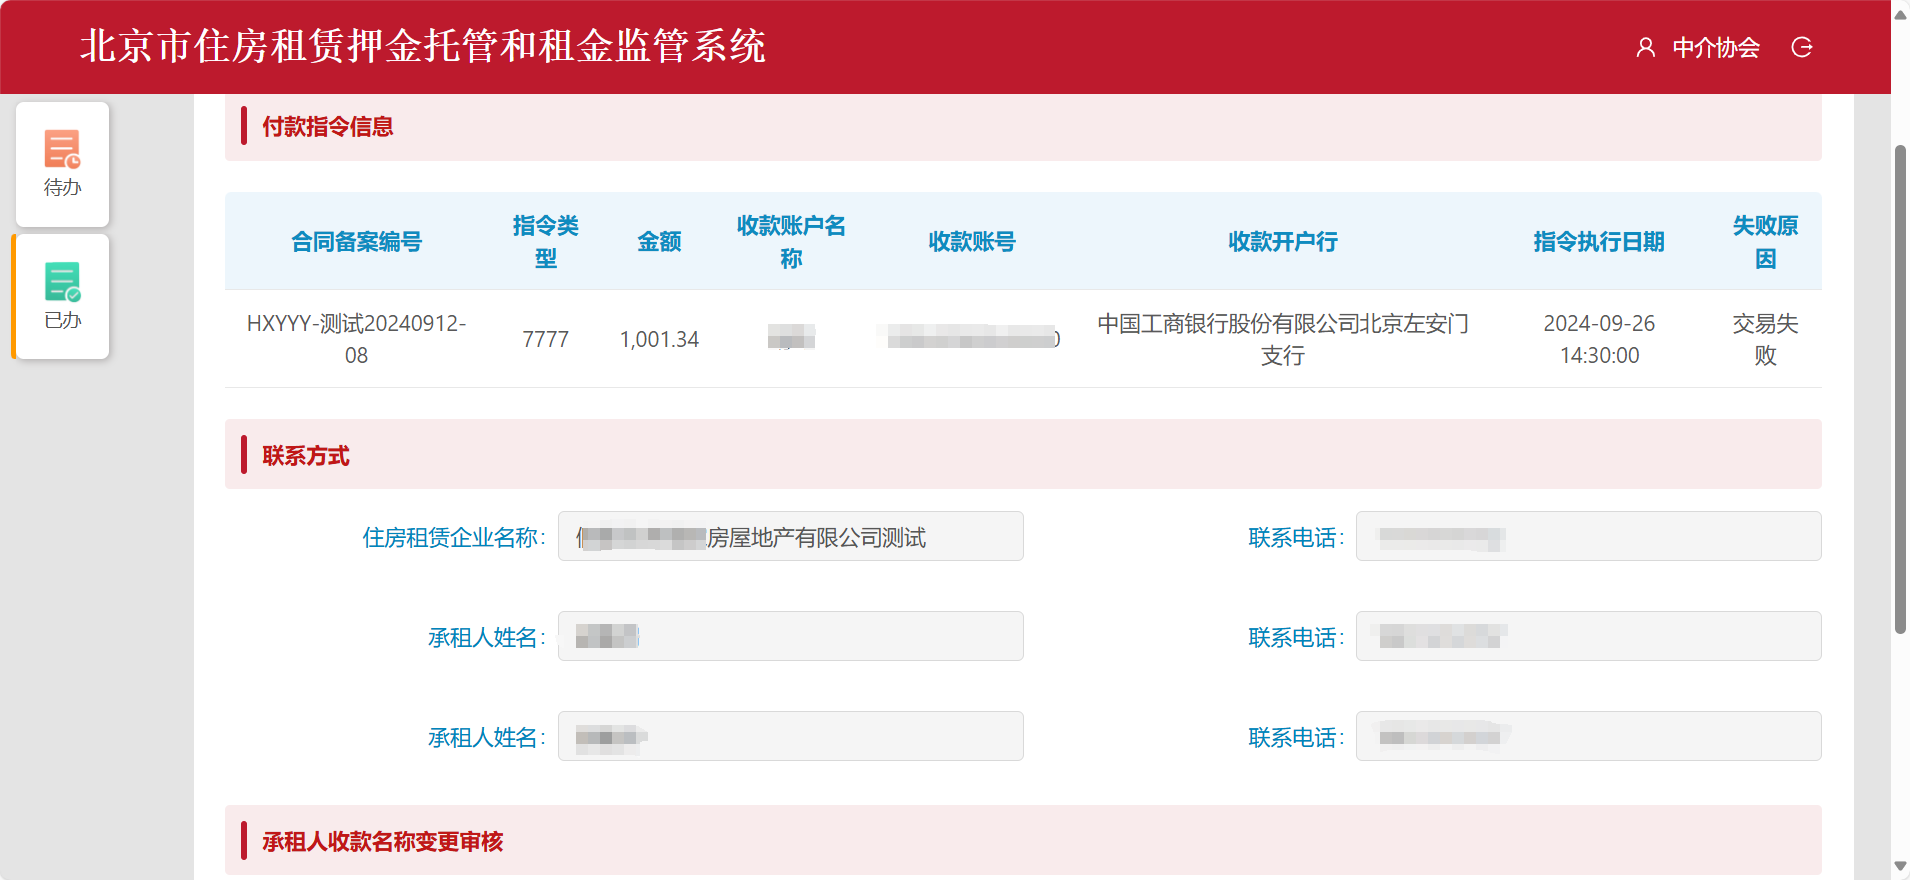 北京市住房租赁押金托管和租金监管系统
中介协会
待办
已办
付款指令信息
合同备案编号 指令类型 金额 收款账户名称 收款账号 收款开户行 指令执行日期 失败原因
HXYYY-测试20240912-08 7777 1,001.34 0 中国工商银行股份有限公司北京左安门支行 2024-09-26 14:30:00 交易失败
联系方式
住房租赁企业名称: 房屋地产有限公司测试 联系电话:
承租人姓名: 联系电话:
承租人姓名: 联系电话:
承租人收款名称变更审核